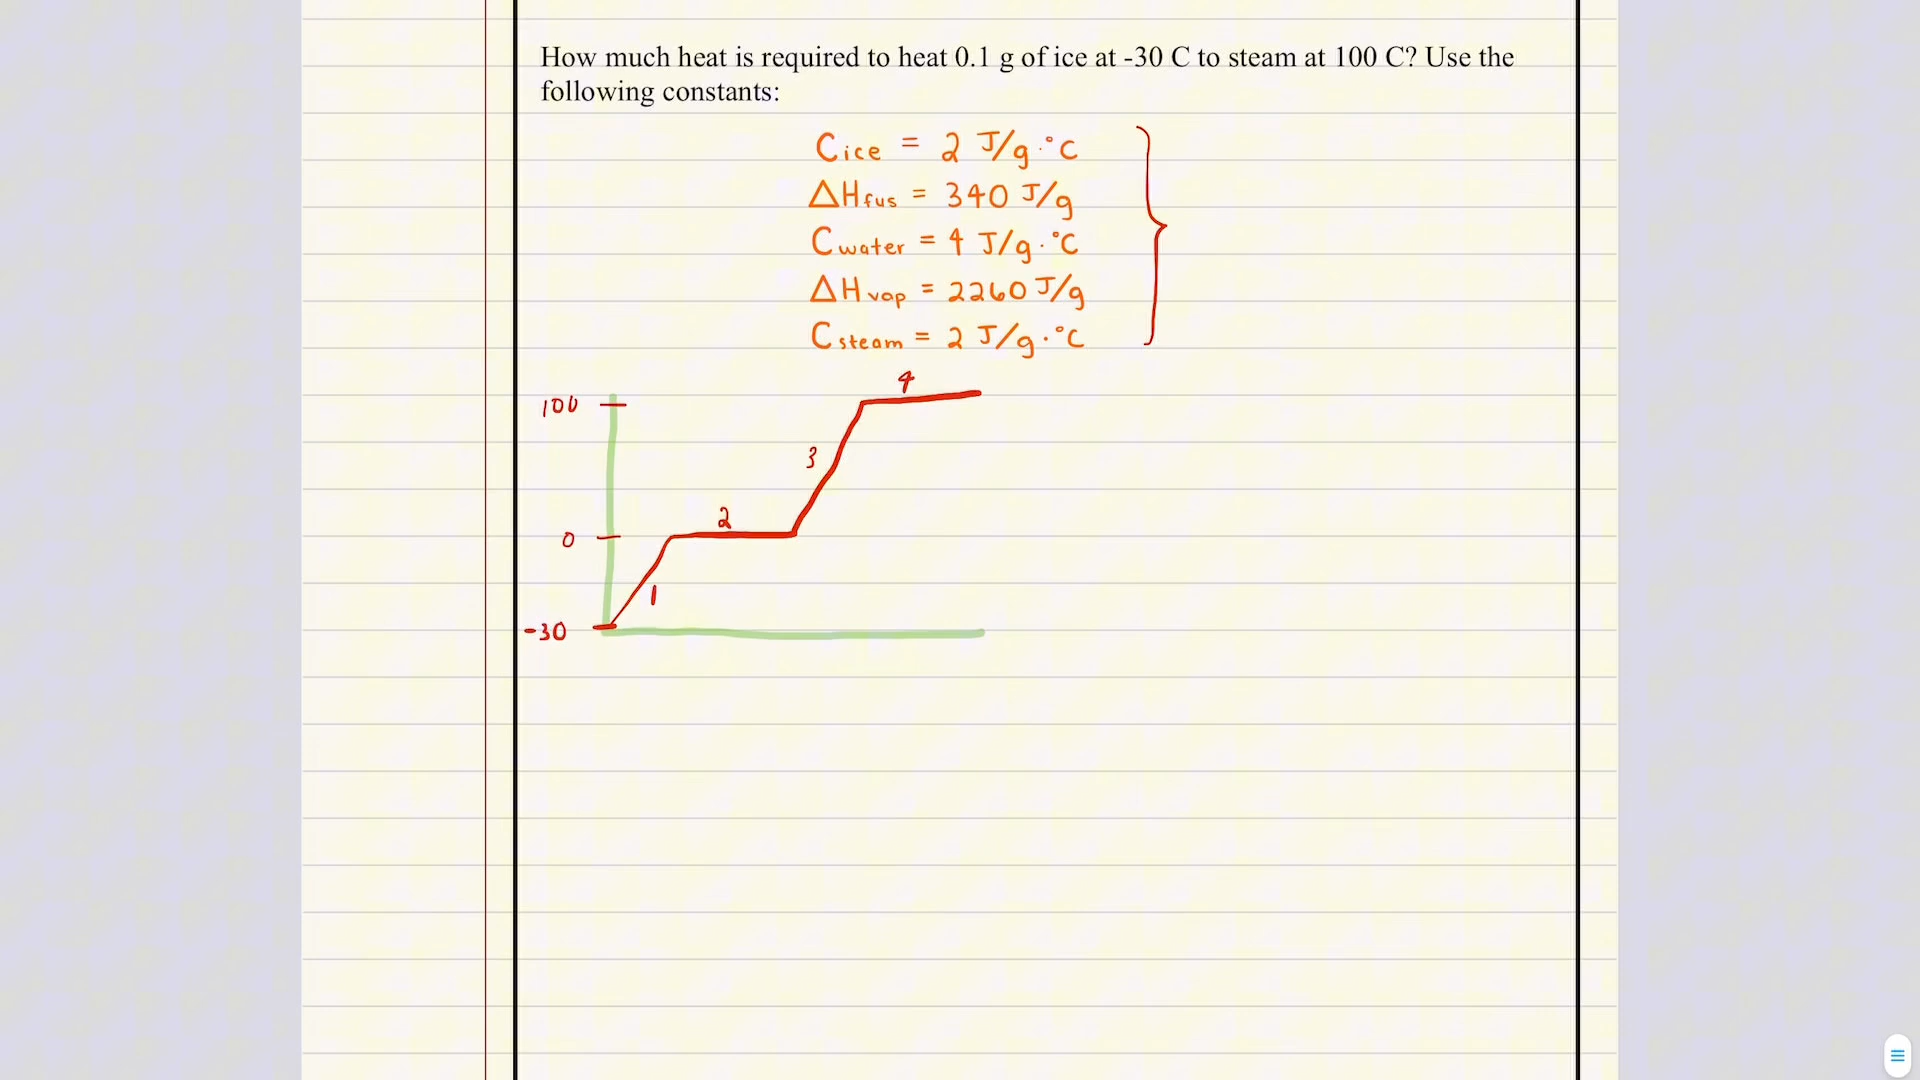 How much heat is required to heat 0.1 g of ice at -30 C to steam at 100 C? Use the
following constants:
Cice = 2 J/g·°C
ΔHfus = 340 J/g
Cwater = 4 J/g·°C
ΔHvap = 2260 J/g
Csteam = 2 J/g·°C
4
100
3
2
0
1
-30